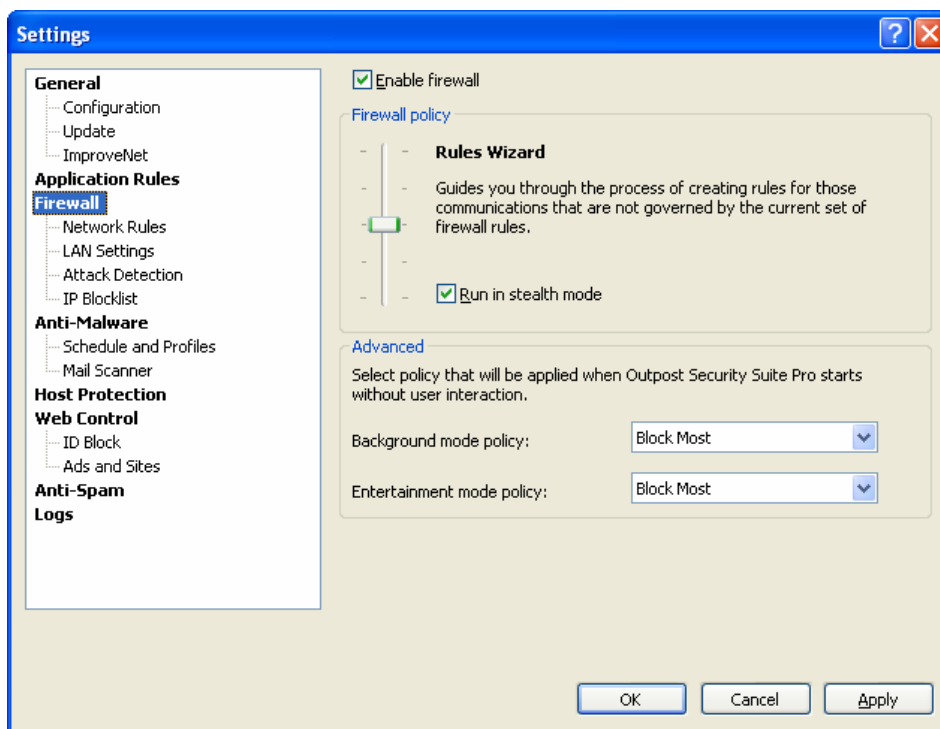 Settings
General
Configuration
Update
ImproveNet
Application Rules
Firewall
Network Rules
LAN Settings
Attack Detection
IP Blocklist
Anti-Malware
Schedule and Profiles
Mail Scanner
Host Protection
Web Control
ID Block
Ads and Sites
Anti-Spam
Logs
Enable firewall
Firewall policy
Rules Wizard
Guides you through the process of creating rules for those
communications that are not governed by the current set of
firewall rules.
Run in stealth mode
Advanced
Select policy that will be applied when Outpost Security Suite Pro starts
without user interaction.
Background mode policy: Block Most
Entertainment mode policy: Block Most
OK Cancel Apply